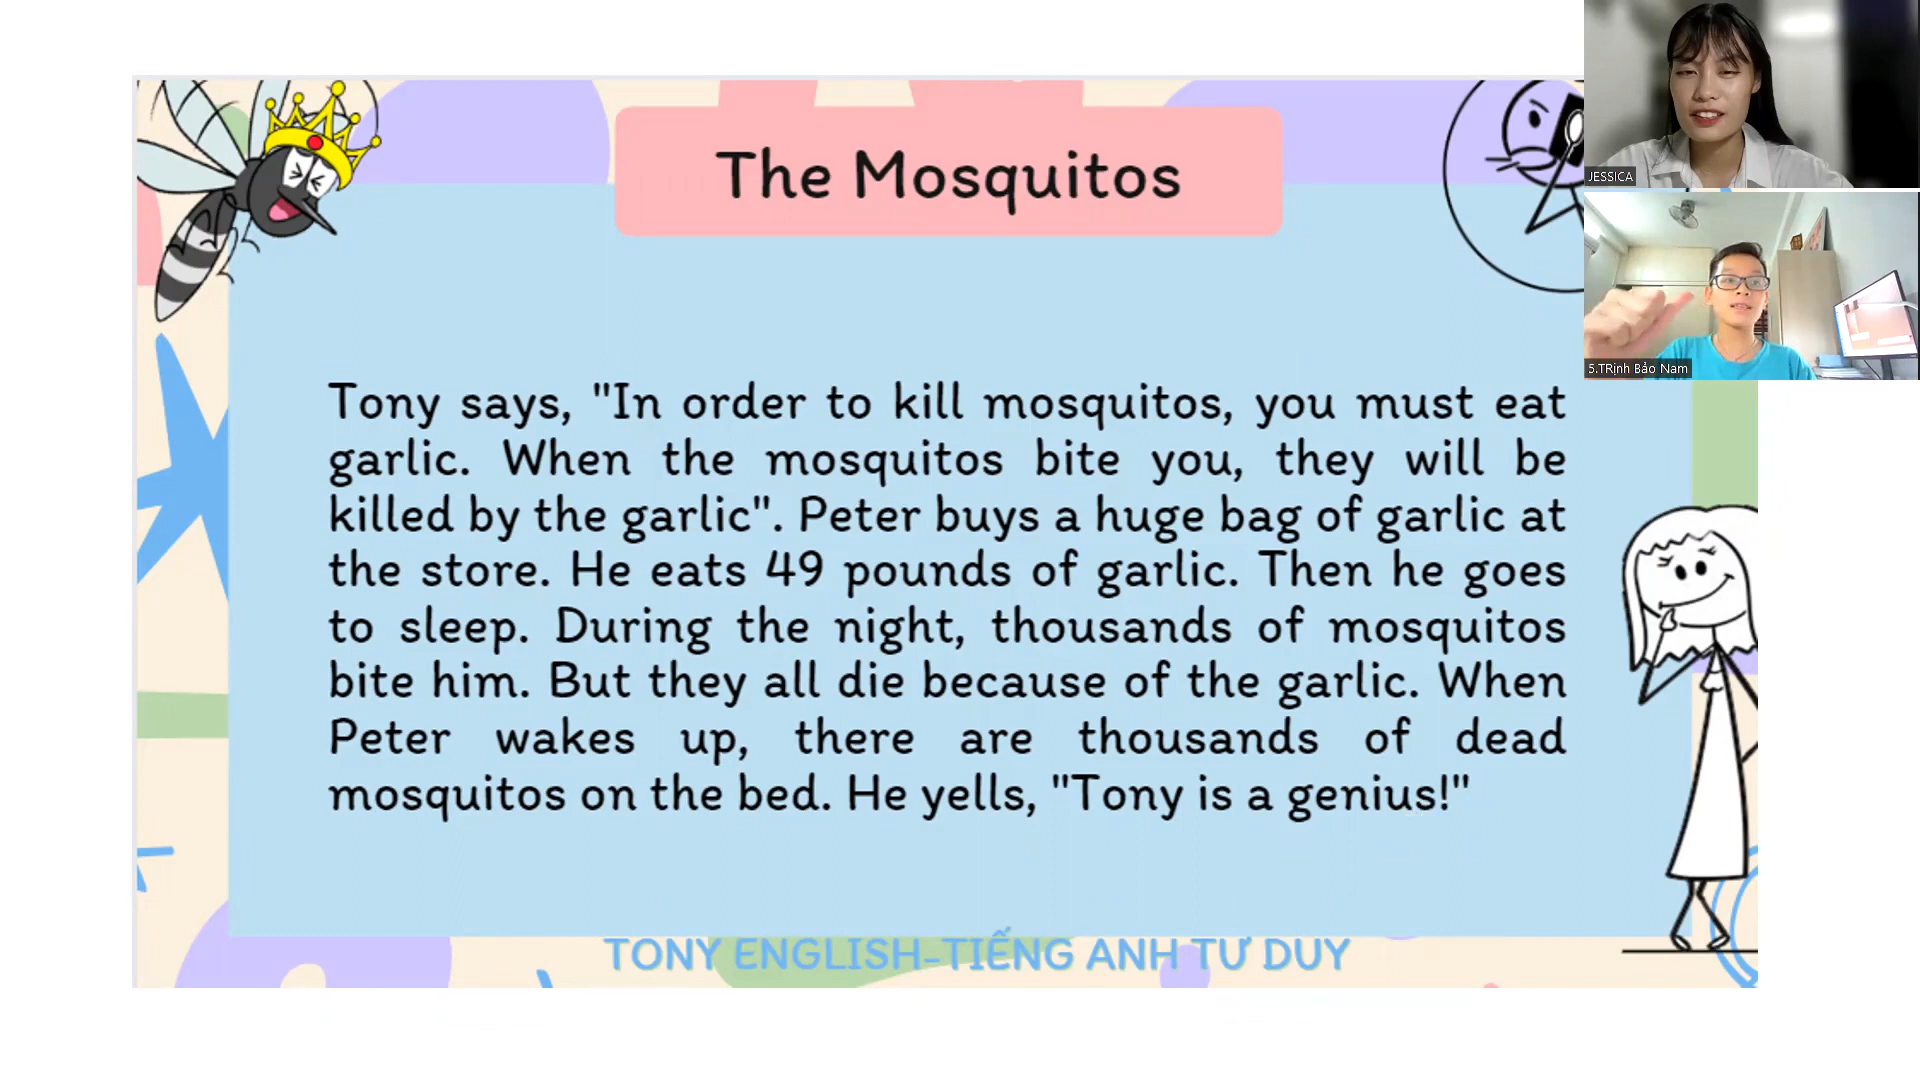 The Mosquitos
JESSICA
5.TRịnh Bảo Nam
Tony says, "In order to kill mosquitos, you must eat
garlic. When the mosquitos bite you, they will be
killed by the garlic". Peter buys a huge bag of garlic at
the store. He eats 49 pounds of garlic. Then he goes
to sleep. During the night, thousands of mosquitos
bite him. But they all die because of the garlic. When
Peter wakes up, there are thousands of dead
mosquitos on the bed. He yells, "Tony is a genius!"
TONY ENGLISH-TIẾNG ANH TƯ DUY